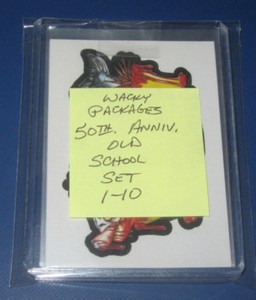 WACKY
PACKAGES
50TH. ANNIV.
OLD
SCHOOL
SET
1-10